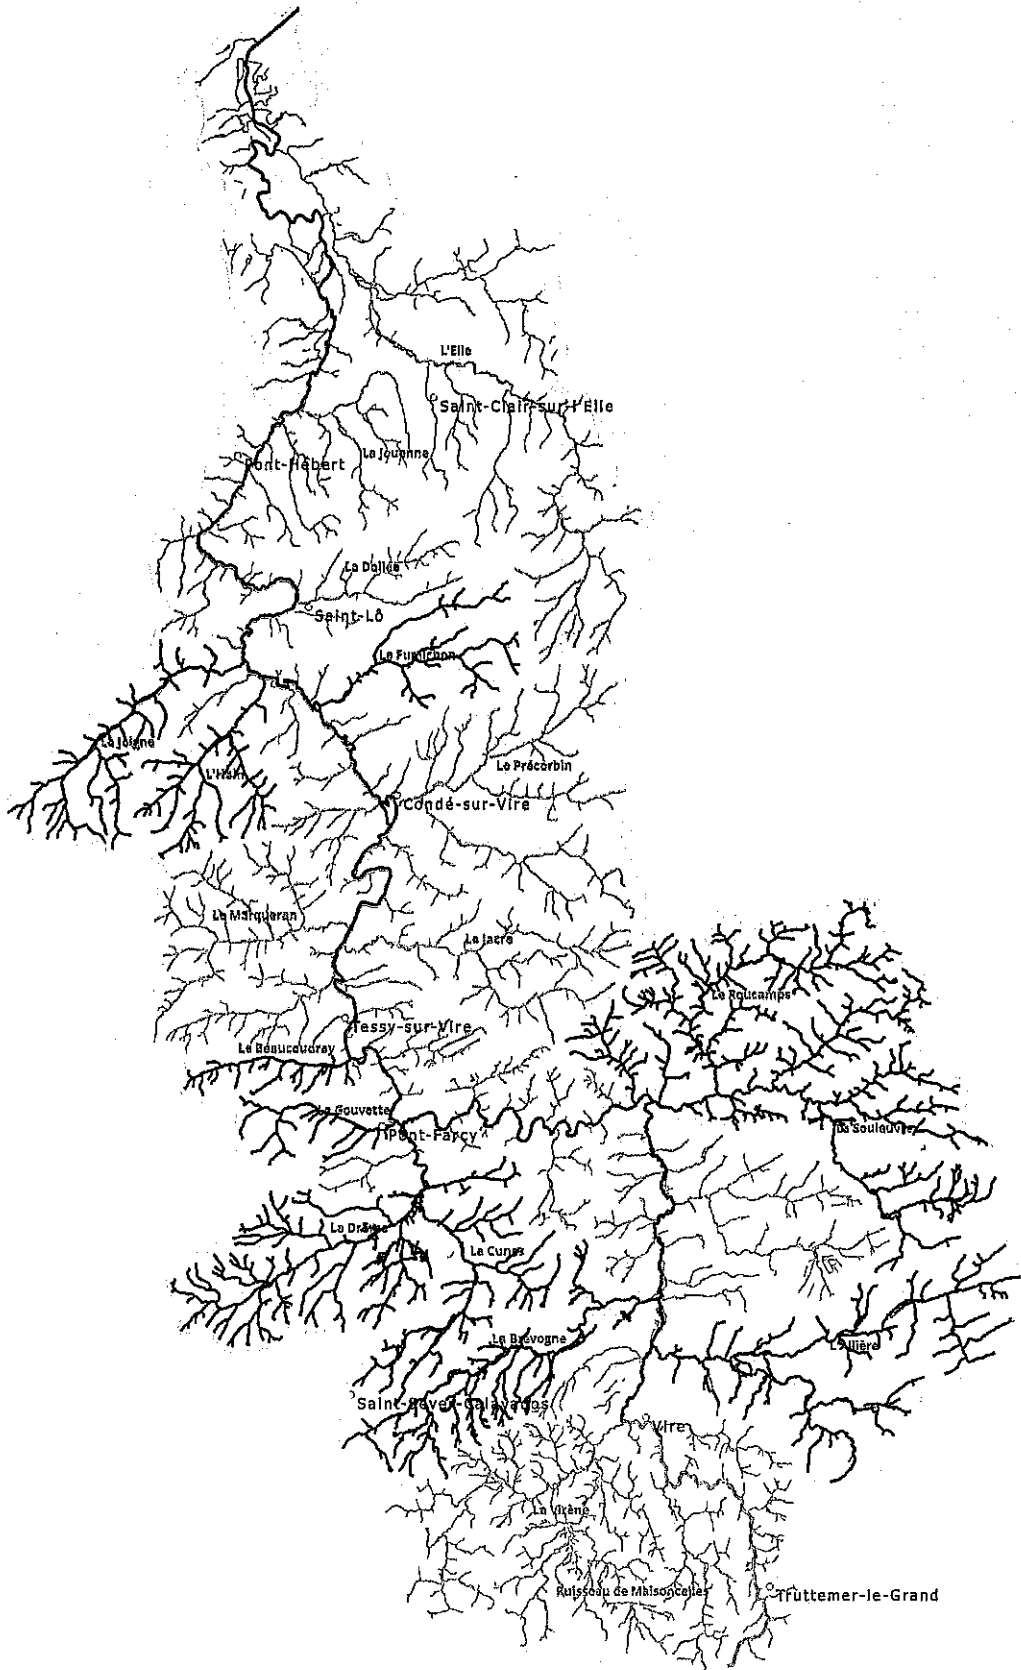 L'Elle
Saint-Clair-sur-l'Elle
La Jouenne
Pont-Hébert
La Dollée
Saint-Lô
Le Fumichon
La Joigne
L'Hain
Le Précorbin
Condé-sur-Vire
Le Marqueran
La Jacre
Le Roucamps
Tessy-sur-Vire
Le Beaucoudray
La Gouvette
Pont-Farcy
La Souleuvre
La Drôme
La Cunes
La Brévogne
L'Allière
Saint-Sever-Calvados
Vire
La Virène
Ruisseau de Maisoncelles
Truttemer-le-Grand